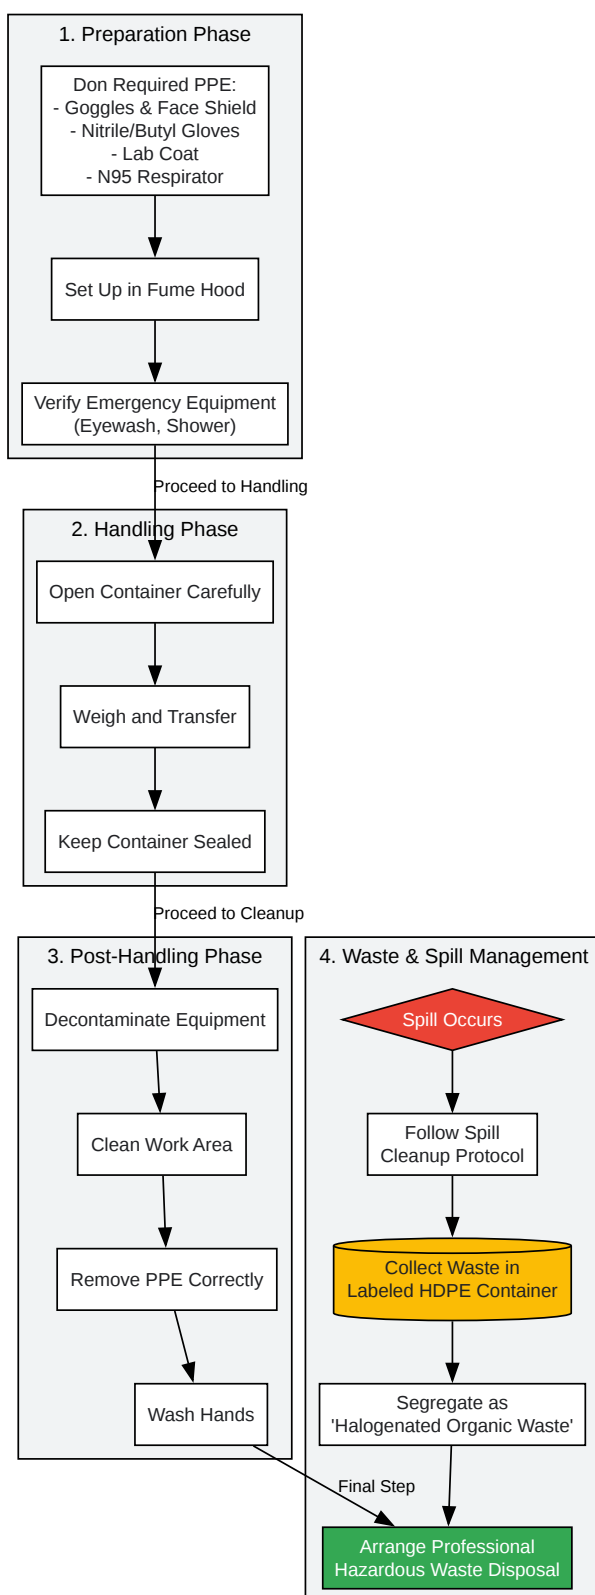 1. Preparation Phase
Don Required PPE:
- Goggles & Face Shield
- Nitrile/Butyl Gloves
- Lab Coat
- N95 Respirator
Set Up in Fume Hood
Verify Emergency Equipment
(Eyewash, Shower)
Proceed to Handling
2. Handling Phase
Open Container Carefully
Weigh and Transfer
Keep Container Sealed
Proceed to Cleanup
3. Post-Handling Phase
Decontaminate Equipment
Clean Work Area
Remove PPE Correctly
Wash Hands
4. Waste & Spill Management
Spill Occurs
Follow Spill
Cleanup Protocol
Collect Waste in
Labeled HDPE Container
Segregate as
'Halogenated Organic Waste'
Final Step
Arrange Professional
Hazardous Waste Disposal